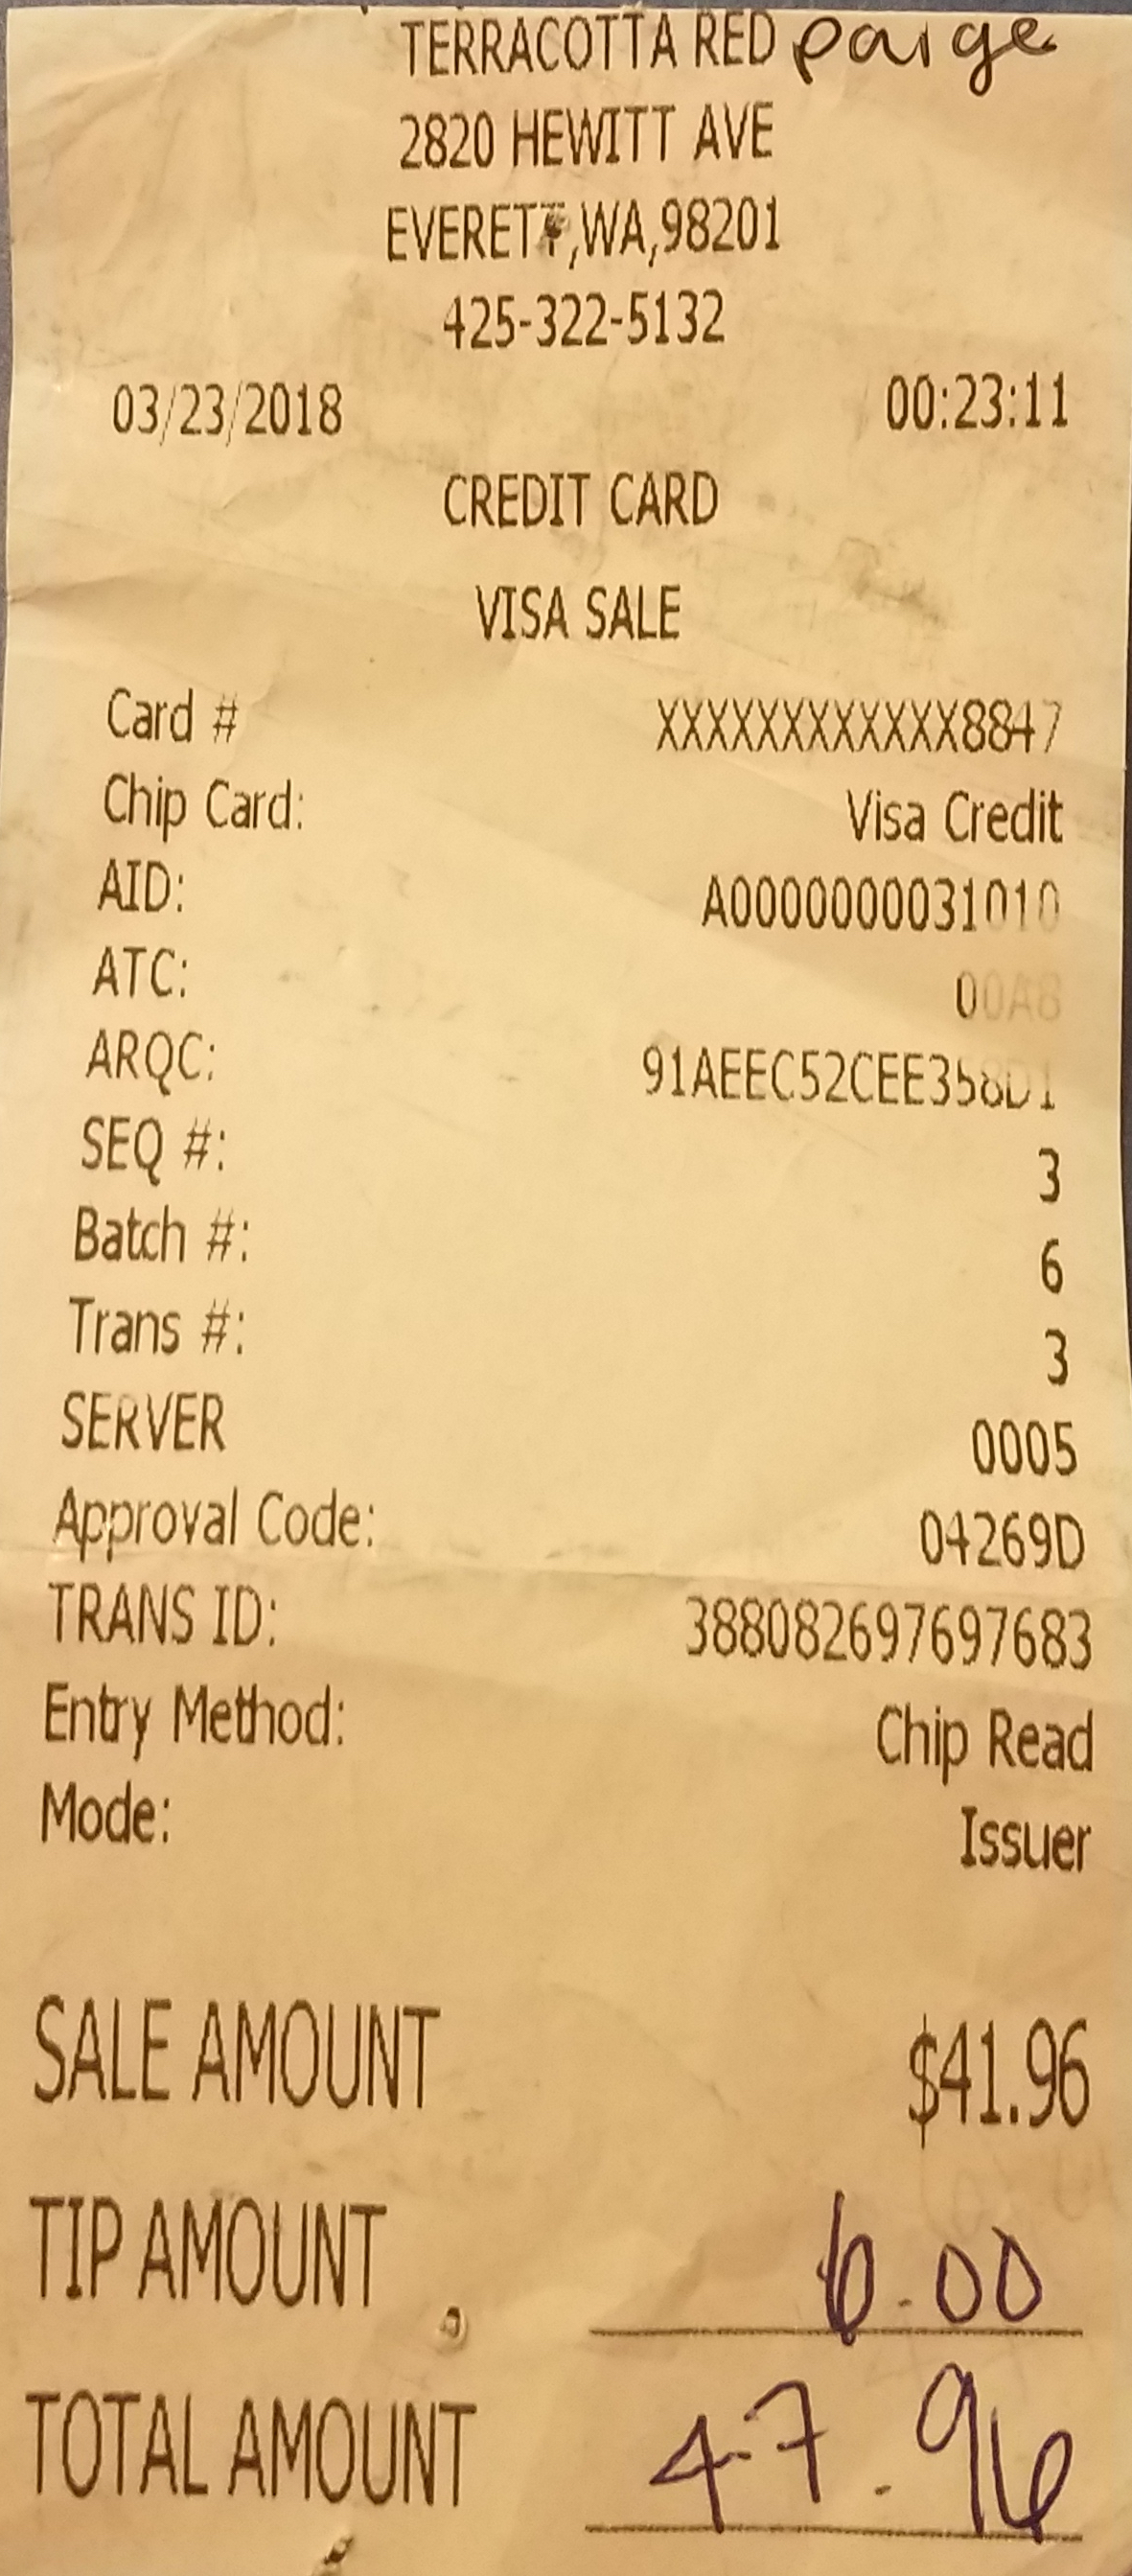 TERRACOTTA RED paige
2820 HEWITT AVE
EVERETT,WA,98201
425-322-5132
03/23/2018 00:23:11
CREDIT CARD
VISA SALE
Card # XXXXXXXXXXXX8847
Chip Card: Visa Credit
AID: A0000000031010
ATC: 00A8
ARQC: 91AEEC52CEE358D1
SEQ #: 3
Batch #: 6
Trans #: 3
SERVER 0005
Approval Code: 04269D
TRANS ID: 388082697697683
Entry Method: Chip Read
Mode: Issuer
SALE AMOUNT $41.96
TIP AMOUNT 6.00
TOTAL AMOUNT 47.96